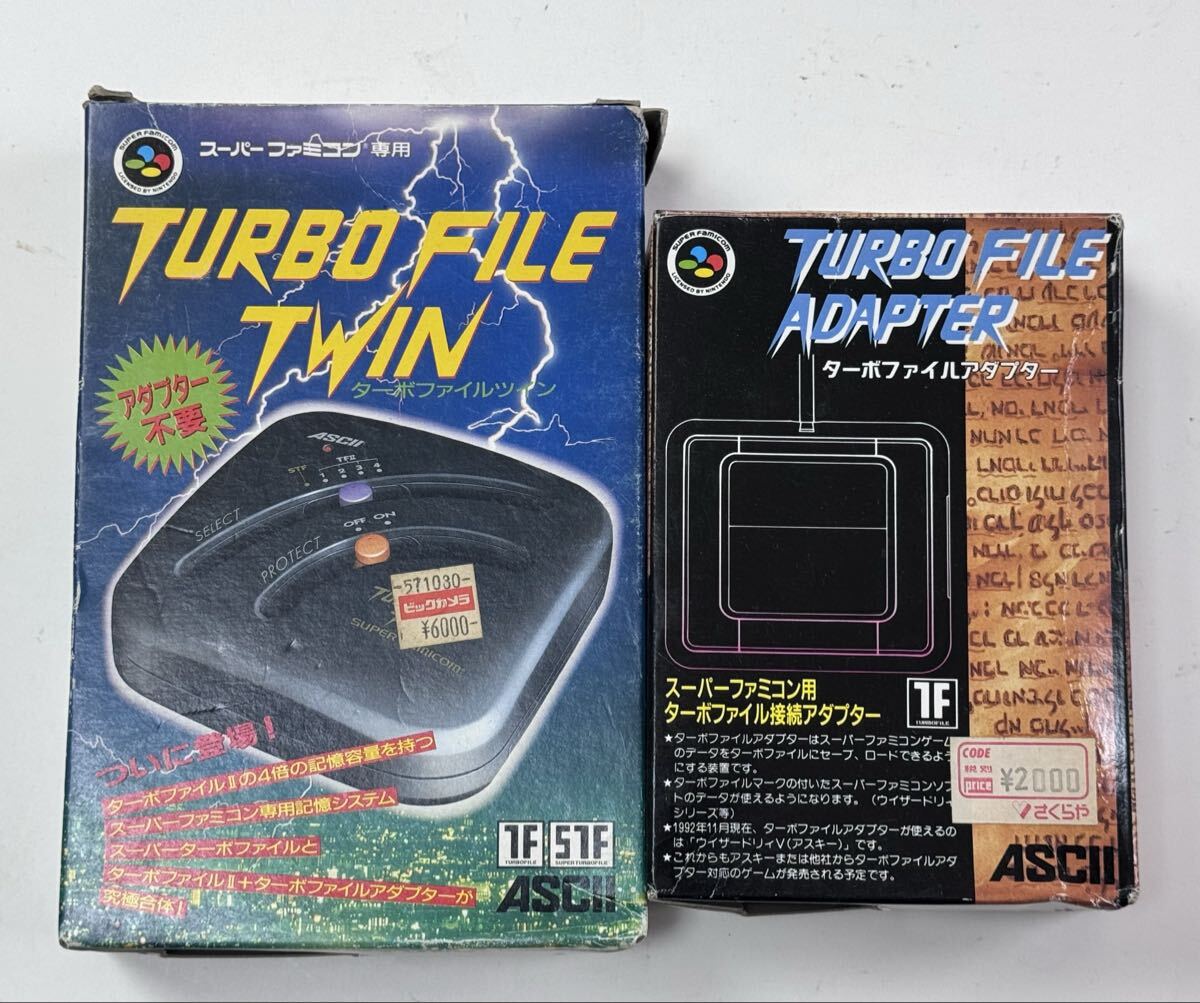 SUPER FAMICOM
LICENSED BY NINTENDO
スーパーファミコン®専用
TURBO FILE
TWIN
ターボファイルツイン
アダプター
不要
ASCII
STF TFⅡ
1 2 3 4
SELECT
OFF ON
PROTECT
-571030-
ビックカメラ
¥6000-
SUPER
ついに登場!
ターボファイルⅡの4倍の記憶容量を持つ
スーパーファミコン専用記憶システム
スーパーターボファイルと
ターボファイルⅡ+ターボファイルアダプターが
究極合体!
TF
TURBOFILE
STF
SUPER TURBOFILE
ASCII
SUPER FAMICOM
LICENSED BY NINTENDO
TURBO FILE
ADAPTER
ターボファイルアダプター
スーパーファミコン用
ターボファイル接続アダプター
TF
TURBOFILE
★ターボファイルアダプターはスーパーファミコンゲーム
のデータをターボファイルにセーブ、ロードできるよう
にする装置です。
★ターボファイルマークの付いたスーパーファミコンソフ
トのデータが使えるようになります。(ウイザードリィ
シリーズ等)
★1992年11月現在、ターボファイルアダプターが使えるの
は「ウイザードリィⅤ(アスキー)」です。
★これからもアスキーまたは他社からターボファイルアダ
プター対応のゲームが発売される予定です。
CODE
税別
price
¥2000
さくらや
ASCII